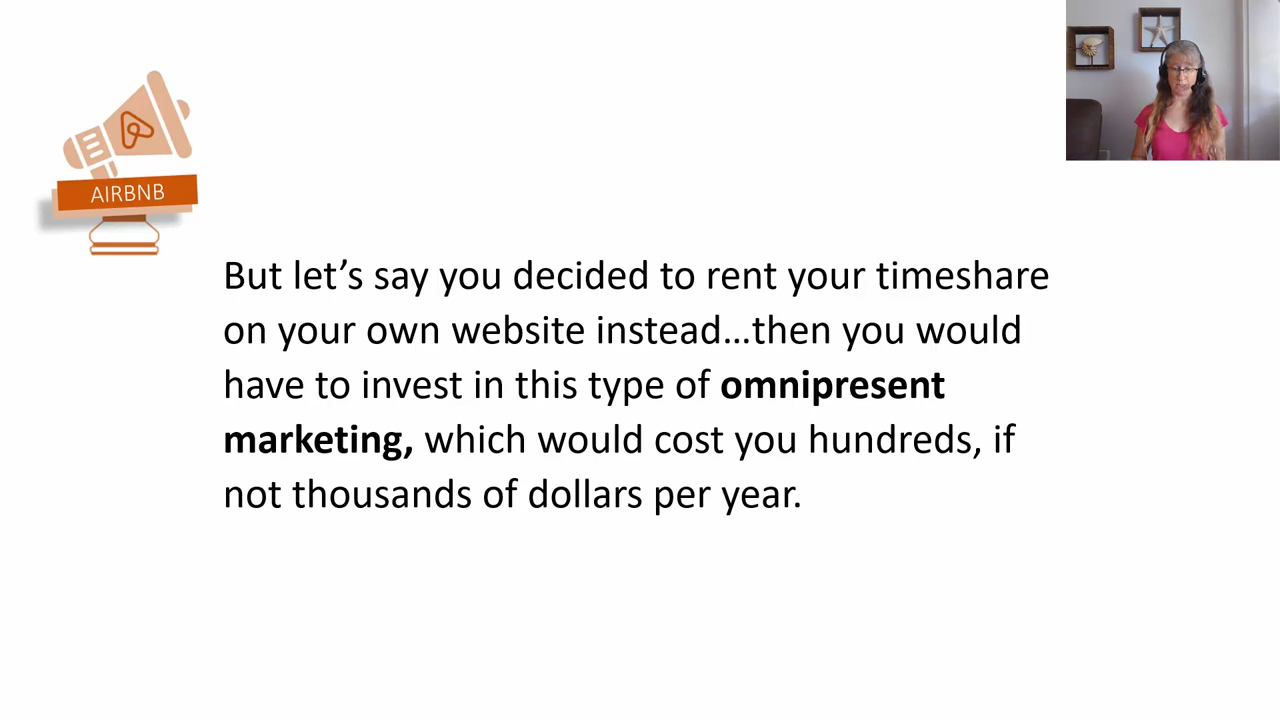 AIRBNB
But let’s say you decided to rent your timeshare
on your own website instead…then you would
have to invest in this type of omnipresent
marketing, which would cost you hundreds, if
not thousands of dollars per year.